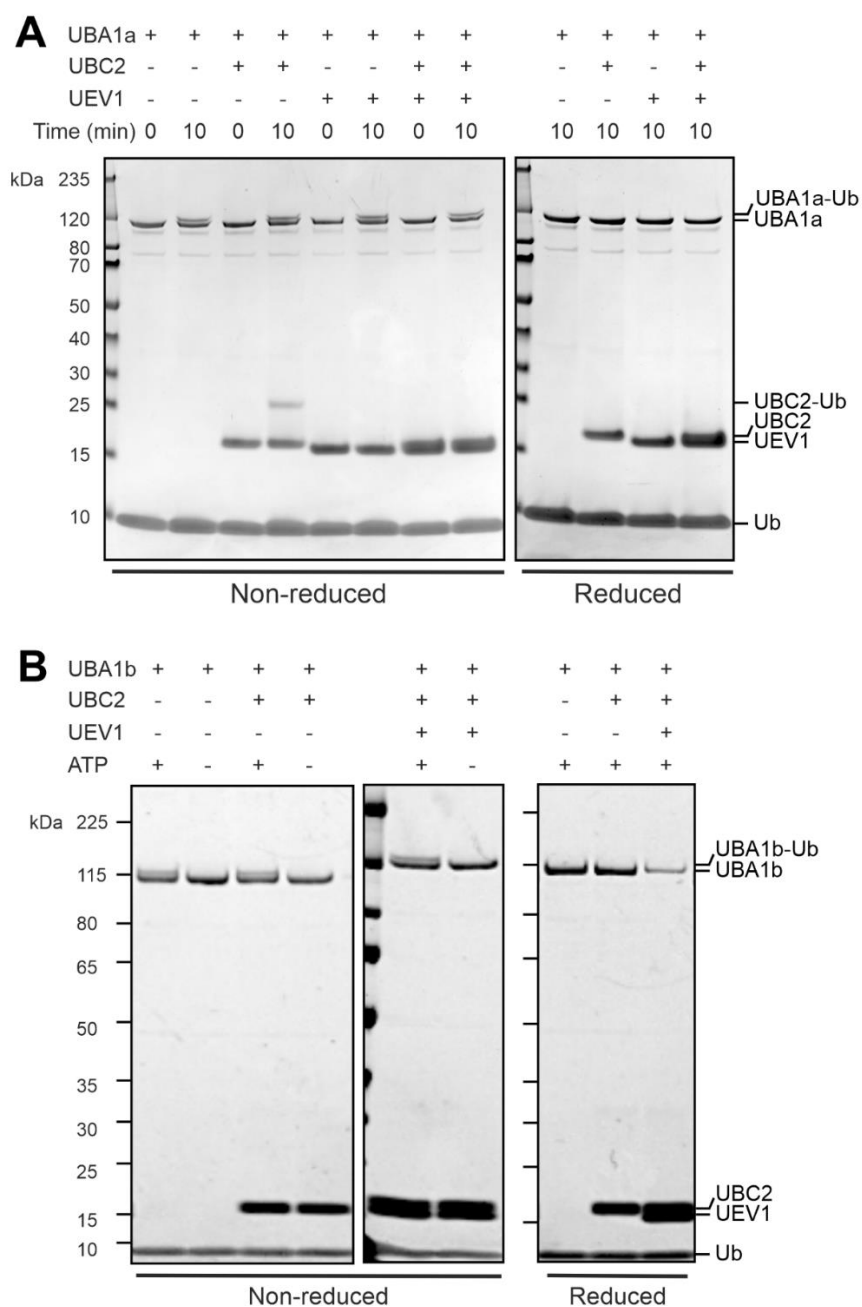 A
UBA1a + + + + + + + + + + + +
UBC2 - - + + - - + + - + - +
UEV1 - - - - + + + + - - + +
Time (min) 0 10 0 10 0 10 0 10 10 10 10 10
kDa
235
120
80
70
50
40
30
25
15
10
UBA1a-Ub
UBA1a
UBC2-Ub
UBC2
UEV1
Ub
Non-reduced Reduced
B
UBA1b + + + + + + + + +
UBC2 - - + + + + - + +
UEV1 - - - - + + - - +
ATP + - + - + - + + +
kDa 225
115
80
65
50
35
30
25
15
10
UBA1b-Ub
UBA1b
UBC2
UEV1
Ub
Non-reduced Reduced